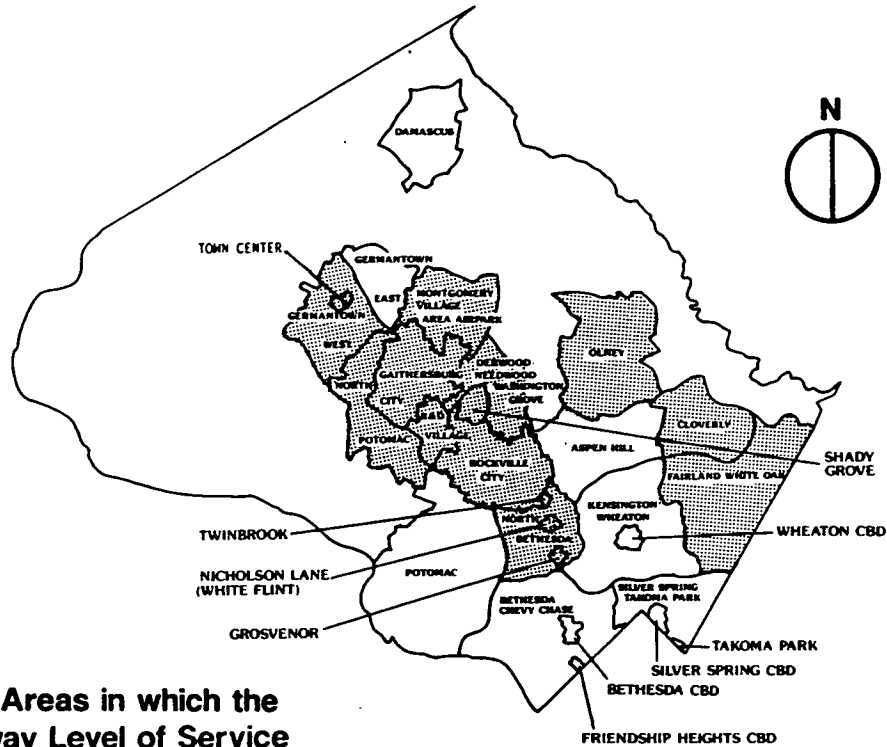 N
DAMASCUS
TOWN CENTER
GERMANTOWN
EAST
MONTGOMERY
VILLAGE
AREA AIRPARK
GERMANTOWN
WEST
OLNEY
DERWOOD
NEEDWOOD
WASHINGTON
GROVE
NORTH
GAITHERSBURG
CITY
R&D
VILLAGE
POTOMAC
CLOVERLY
ASPEN HILL
FAIRLAND WHITE OAK
SHADY
GROVE
ROCKVILLE
CITY
KENSINGTON
WHEATON
NORTH
BETHESDA
TWINBROOK
WHEATON CBD
NICHOLSON LANE
(WHITE FLINT)
POTOMAC
SILVER SPRING
TAKOMA PARK
BETHESDA
CHEVY CHASE
GROSVENOR
TAKOMA PARK
SILVER SPRING CBD
BETHESDA CBD
FRIENDSHIP HEIGHTS CBD
Areas in which the
way Level of Service